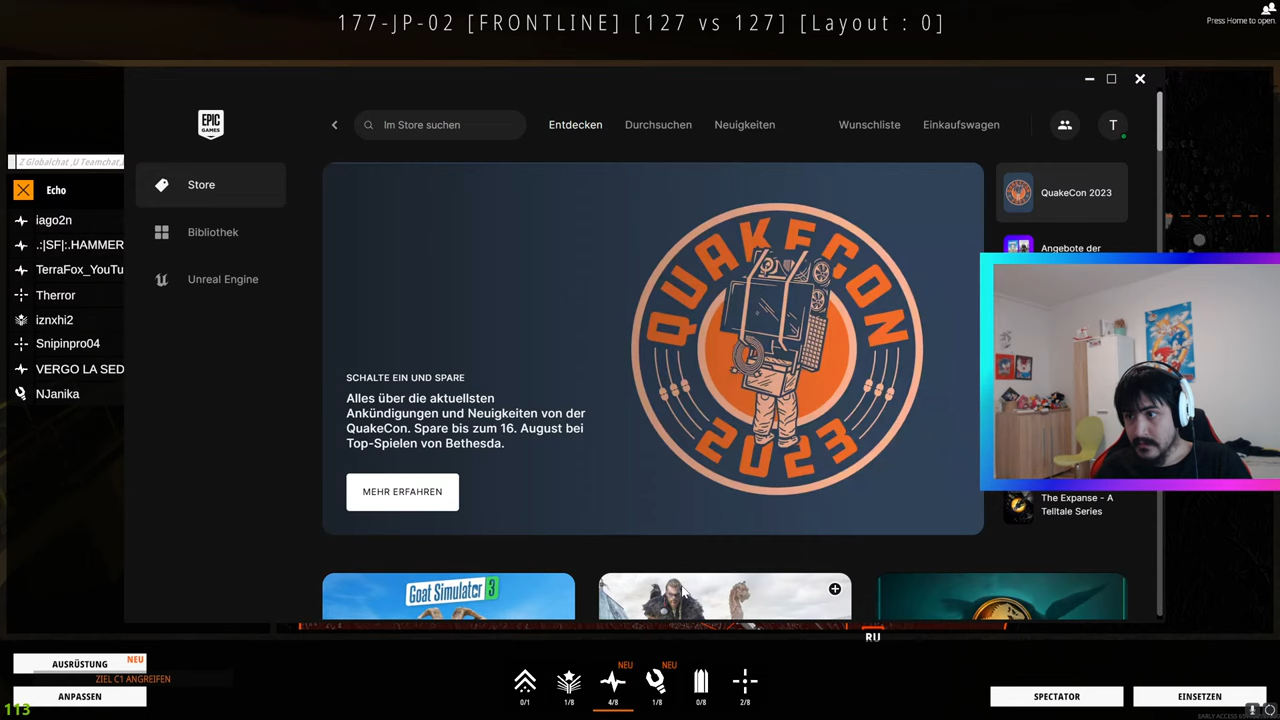 177-JP-02 [FRONTLINE] [127 vs 127] [Layout : 0]
Press Home to open.
EPIC
GAMES
Im Store suchen
Entdecken
Durchsuchen
Neuigkeiten
Wunschliste
Einkaufswagen
T
Z Globalchat ,U Teamchat,
Echo
iago2n
.:|SF|:.HAMMER
TerraFox_YouTu
Therror
iznxhi2
Snipinpro04
VERGO LA SED
NJanika
Store
Bibliothek
Unreal Engine
SCHALTE EIN UND SPARE
Alles über die aktuellsten
Ankündigungen und Neuigkeiten von der
QuakeCon. Spare bis zum 16. August bei
Top-Spielen von Bethesda.
MEHR ERFAHREN
QUAKECON
2023
QuakeCon 2023
Angebote der
The Expanse - A
Telltale Series
Goat Simulator 3
RU
AUSRÜSTUNG
NEU
ZIEL C1 ANGREIFEN
ANPASSEN
113
0/1
1/8
NEU
4/8
NEU
1/8
0/8
2/8
SPECTATOR
EINSETZEN